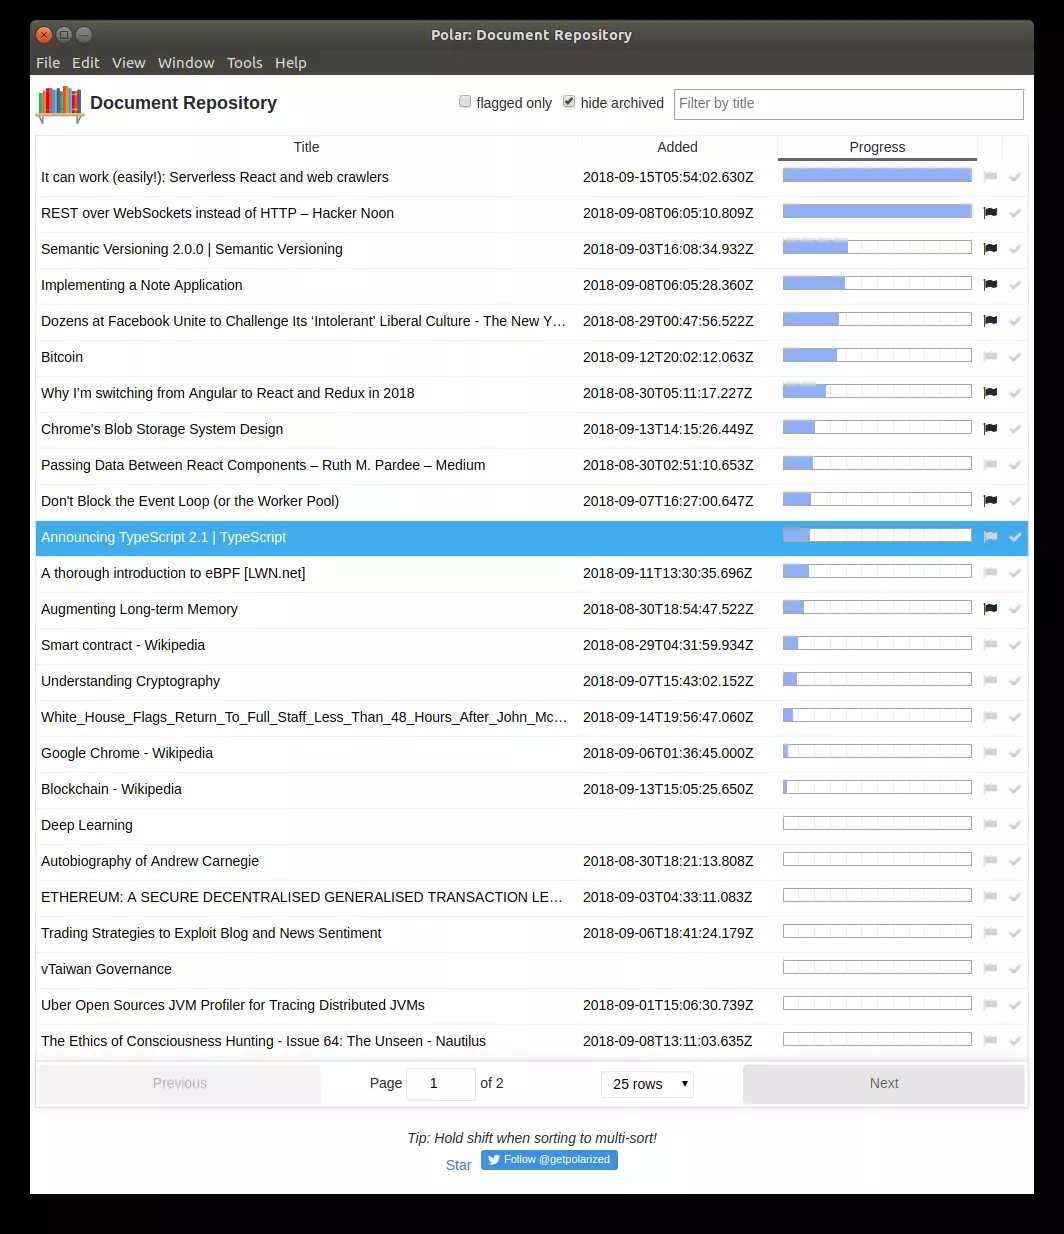 Polar: Document Repository
File Edit View Window Tools Help
Document Repository flagged only hide archived Filter by title
Title Added Progress
It can work (easily!): Serverless React and web crawlers 2018-09-15T05:54:02.630Z
REST over WebSockets instead of HTTP – Hacker Noon 2018-09-08T06:05:10.809Z
Semantic Versioning 2.0.0 | Semantic Versioning 2018-09-03T16:08:34.932Z
Implementing a Note Application 2018-09-08T06:05:28.360Z
Dozens at Facebook Unite to Challenge Its ‘Intolerant’ Liberal Culture - The New Y… 2018-08-29T00:47:56.522Z
Bitcoin 2018-09-12T20:02:12.063Z
Why I’m switching from Angular to React and Redux in 2018 2018-08-30T05:11:17.227Z
Chrome's Blob Storage System Design 2018-09-13T14:15:26.449Z
Passing Data Between React Components – Ruth M. Pardee – Medium 2018-08-30T02:51:10.653Z
Don't Block the Event Loop (or the Worker Pool) 2018-09-07T16:27:00.647Z
Announcing TypeScript 2.1 | TypeScript
A thorough introduction to eBPF [LWN.net] 2018-09-11T13:30:35.696Z
Augmenting Long-term Memory 2018-08-30T18:54:47.522Z
Smart contract - Wikipedia 2018-08-29T04:31:59.934Z
Understanding Cryptography 2018-09-07T15:43:02.152Z
White_House_Flags_Return_To_Full_Staff_Less_Than_48_Hours_After_John_Mc… 2018-09-14T19:56:47.060Z
Google Chrome - Wikipedia 2018-09-06T01:36:45.000Z
Blockchain - Wikipedia 2018-09-13T15:05:25.650Z
Deep Learning
Autobiography of Andrew Carnegie 2018-08-30T18:21:13.808Z
ETHEREUM: A SECURE DECENTRALISED GENERALISED TRANSACTION LE… 2018-09-03T04:33:11.083Z
Trading Strategies to Exploit Blog and News Sentiment 2018-09-06T18:41:24.179Z
vTaiwan Governance
Uber Open Sources JVM Profiler for Tracing Distributed JVMs 2018-09-01T15:06:30.739Z
The Ethics of Consciousness Hunting - Issue 64: The Unseen - Nautilus 2018-09-08T13:11:03.635Z
Previous Page 1 of 2 25 rows Next
Tip: Hold shift when sorting to multi-sort!
Star Follow @getpolarized